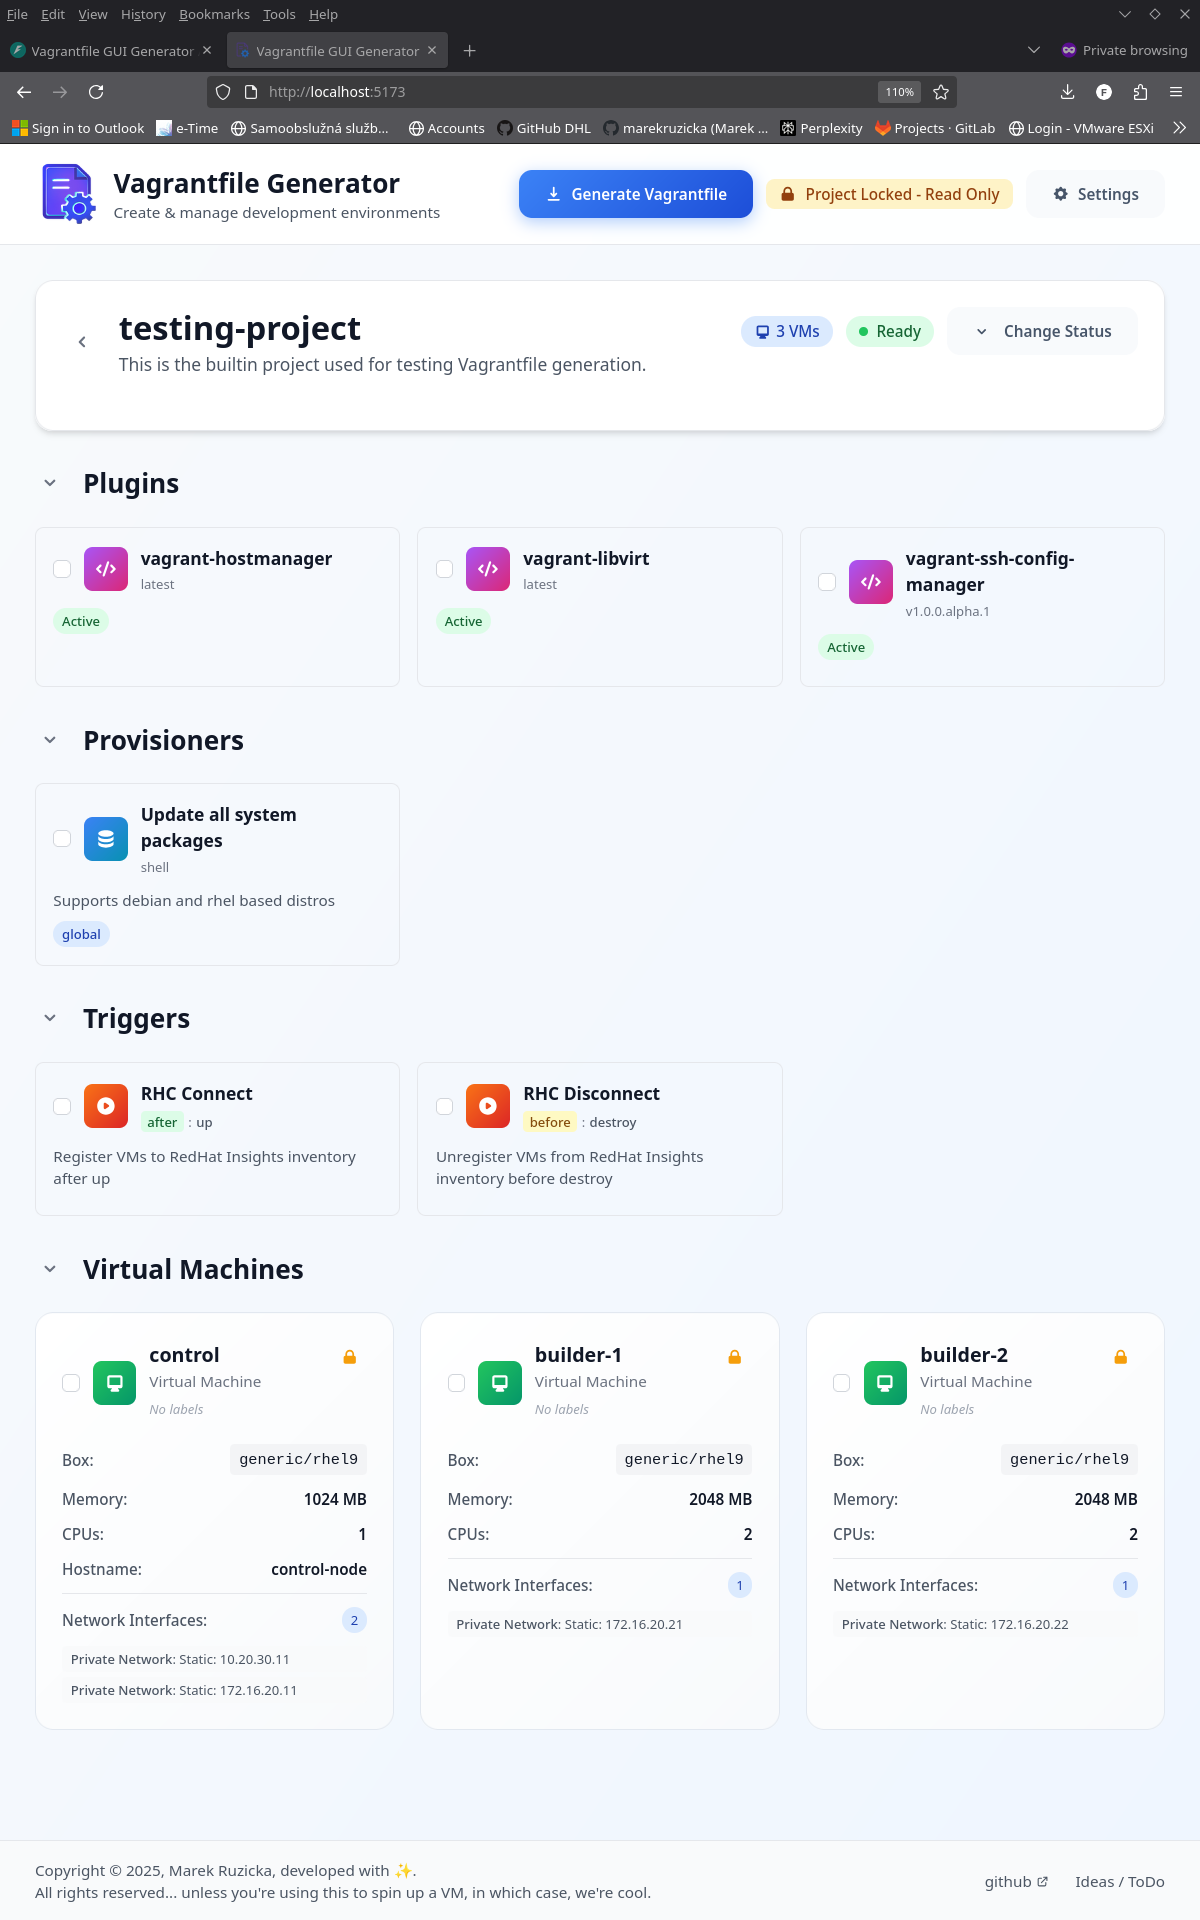 File Edit View History Bookmarks Tools Help
Vagrantfile GUI Generator
Vagrantfile GUI Generator
Private browsing
http://localhost:5173
110%
Sign in to Outlook
e-Time
Samoobslužná služb...
Accounts
GitHub DHL
marekruzicka (Marek ...
Perplexity
Projects · GitLab
Login - VMware ESXi
Vagrantfile Generator
Create & manage development environments
Generate Vagrantfile
Project Locked - Read Only
Settings
testing-project
This is the builtin project used for testing Vagrantfile generation.
3 VMs
Ready
Change Status
Plugins
vagrant-hostmanager
latest
Active
vagrant-libvirt
latest
Active
vagrant-ssh-config-
manager
v1.0.0.alpha.1
Active
Provisioners
Update all system
packages
shell
Supports debian and rhel based distros
global
Triggers
RHC Connect
after : up
Register VMs to RedHat Insights inventory
after up
RHC Disconnect
before : destroy
Unregister VMs from RedHat Insights
inventory before destroy
Virtual Machines
control
Virtual Machine
No labels
Box: generic/rhel9
Memory: 1024 MB
CPUs: 1
Hostname: control-node
Network Interfaces: 2
Private Network: Static: 10.20.30.11
Private Network: Static: 172.16.20.11
builder-1
Virtual Machine
No labels
Box: generic/rhel9
Memory: 2048 MB
CPUs: 2
Network Interfaces: 1
Private Network: Static: 172.16.20.21
builder-2
Virtual Machine
No labels
Box: generic/rhel9
Memory: 2048 MB
CPUs: 2
Network Interfaces: 1
Private Network: Static: 172.16.20.22
Copyright © 2025, Marek Ruzicka, developed with ✨.
All rights reserved... unless you're using this to spin up a VM, in which case, we're cool.
github
Ideas / ToDo